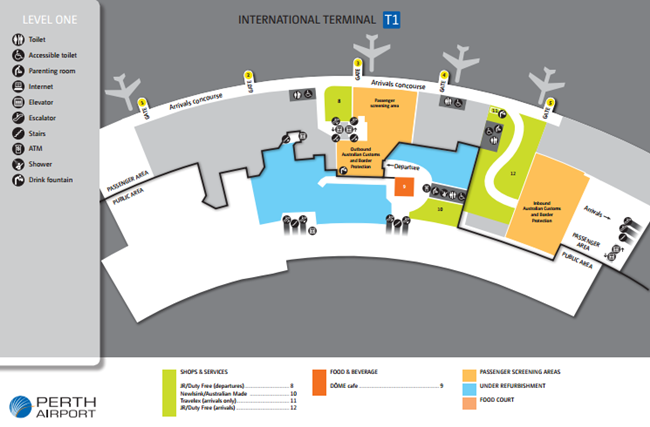 LEVEL ONE
INTERNATIONAL TERMINAL T1
Toilet
Accessible toilet
Parenting room
Internet
Elevator
Escalator
Stairs
ATM
Shower
Drink fountain
GATE
1
GATE
2
GATE
3
GATE
4
GATE
Arrivals concourse
Arrivals concourse
8
Passenger
screening area
Outbound
Australian Customs
and Border
Protection
Departure
9
10
11
12
Inbound
Australian Customs
and Border
Protection
Arrivals
PASSENGER AREA
PUBLIC AREA
PASSENGER
AREA
PUBLIC AREA
PERTH
AIRPORT
SHOPS & SERVICES
JR/Duty Free (departures) 8
Newslink/Australian Made 10
Travelex (arrivals only) 11
JR/Duty Free (arrivals) 12
FOOD & BEVERAGE
DÔME cafe 9
PASSENGER SCREENING AREAS
UNDER REFURBISHMENT
FOOD COURT